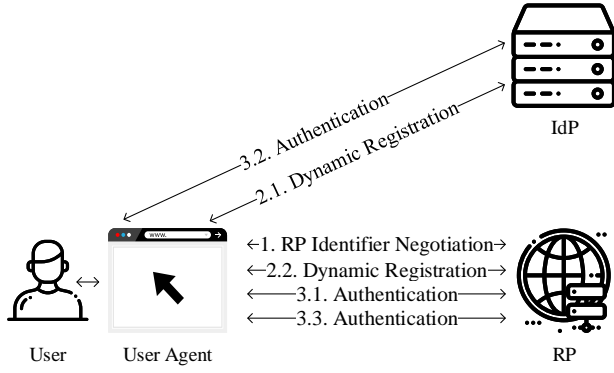 IdP
3.2. Authentication
2.1. Dynamic Registration
www.
1. RP Identifier Negotiation
2.2. Dynamic Registration
3.1. Authentication
3.3. Authentication
User
User Agent
RP